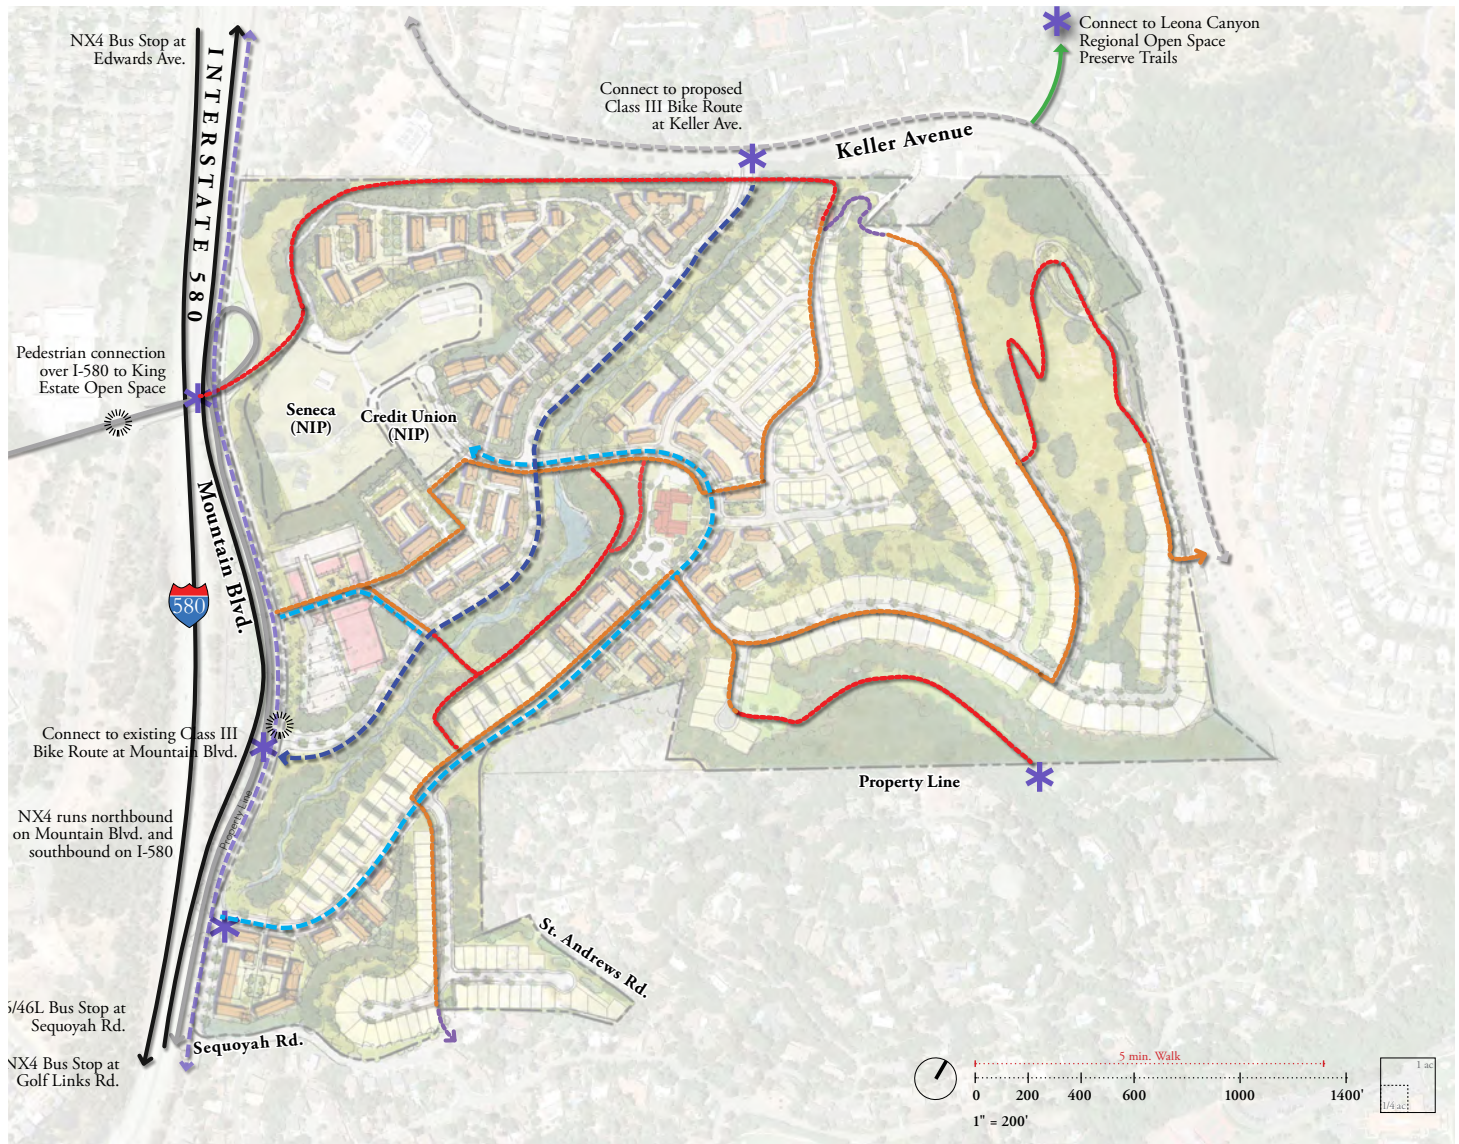 NX4 Bus Stop at
Edwards Ave.
INTERSTATE 580
Connect to Leona Canyon
Regional Open Space
Preserve Trails
Connect to proposed
Class III Bike Route
at Keller Ave.
Keller Avenue
Pedestrian connection
over I-580 to King
Estate Open Space
Seneca
(NIP)
Credit Union
(NIP)
Mountain Blvd.
580
Connect to existing Class III
Bike Route at Mountain Blvd.
Property Line
Property Line
NX4 runs northbound
on Mountain Blvd. and
southbound on I-580
St. Andrews Rd.
/46L Bus Stop at
Sequoyah Rd.
Sequoyah Rd.
NX4 Bus Stop at
Golf Links Rd.
5 min. Walk
0 200 400 600 1000 1400'
1" = 200'
1 ac
1/4 ac